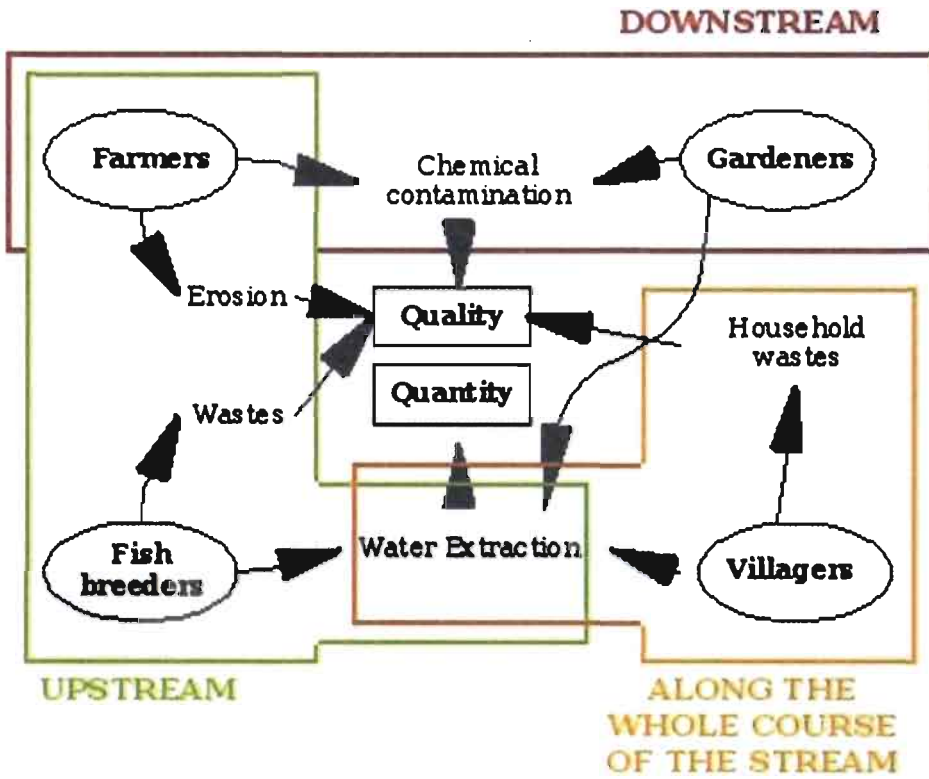 DOWNSTREAM
Farmers
Chemical
contamination
Gardeners
Erosion
Quality
Household
wastes
Quantity
Wastes
Fish
breeders
Water Extraction
Villagers
UPSTREAM
ALONG THE
WHOLE COURSE
OF THE STREAM